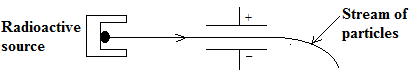 Radioactive
source
+
−
Stream of
particles